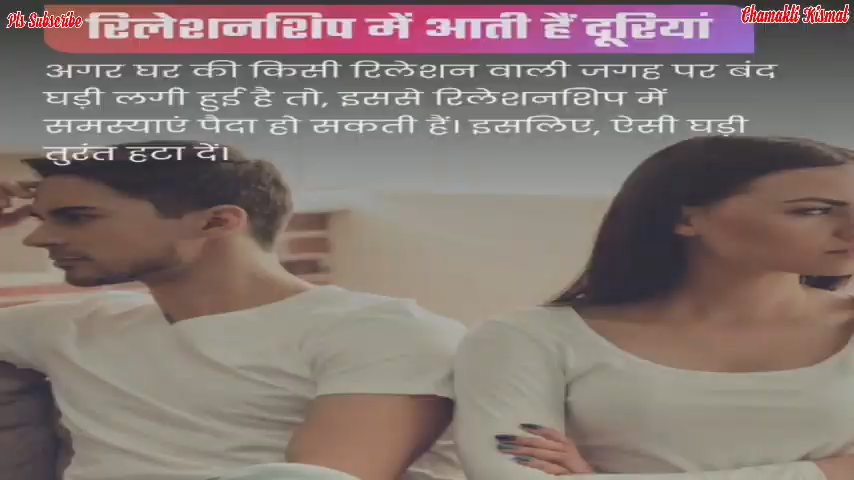 Pls Subscribe
रिलेशनशिप में आती हैं दूरियां
Chamakti Kismat
अगर घर की किसी रिलेशन वाली जगह पर बंद
घड़ी लगी हुई है तो, इससे रिलेशनशिप में
समस्याएं पैदा हो सकती हैं। इसलिए, ऐसी घड़ी
तुरंत हटा दें।